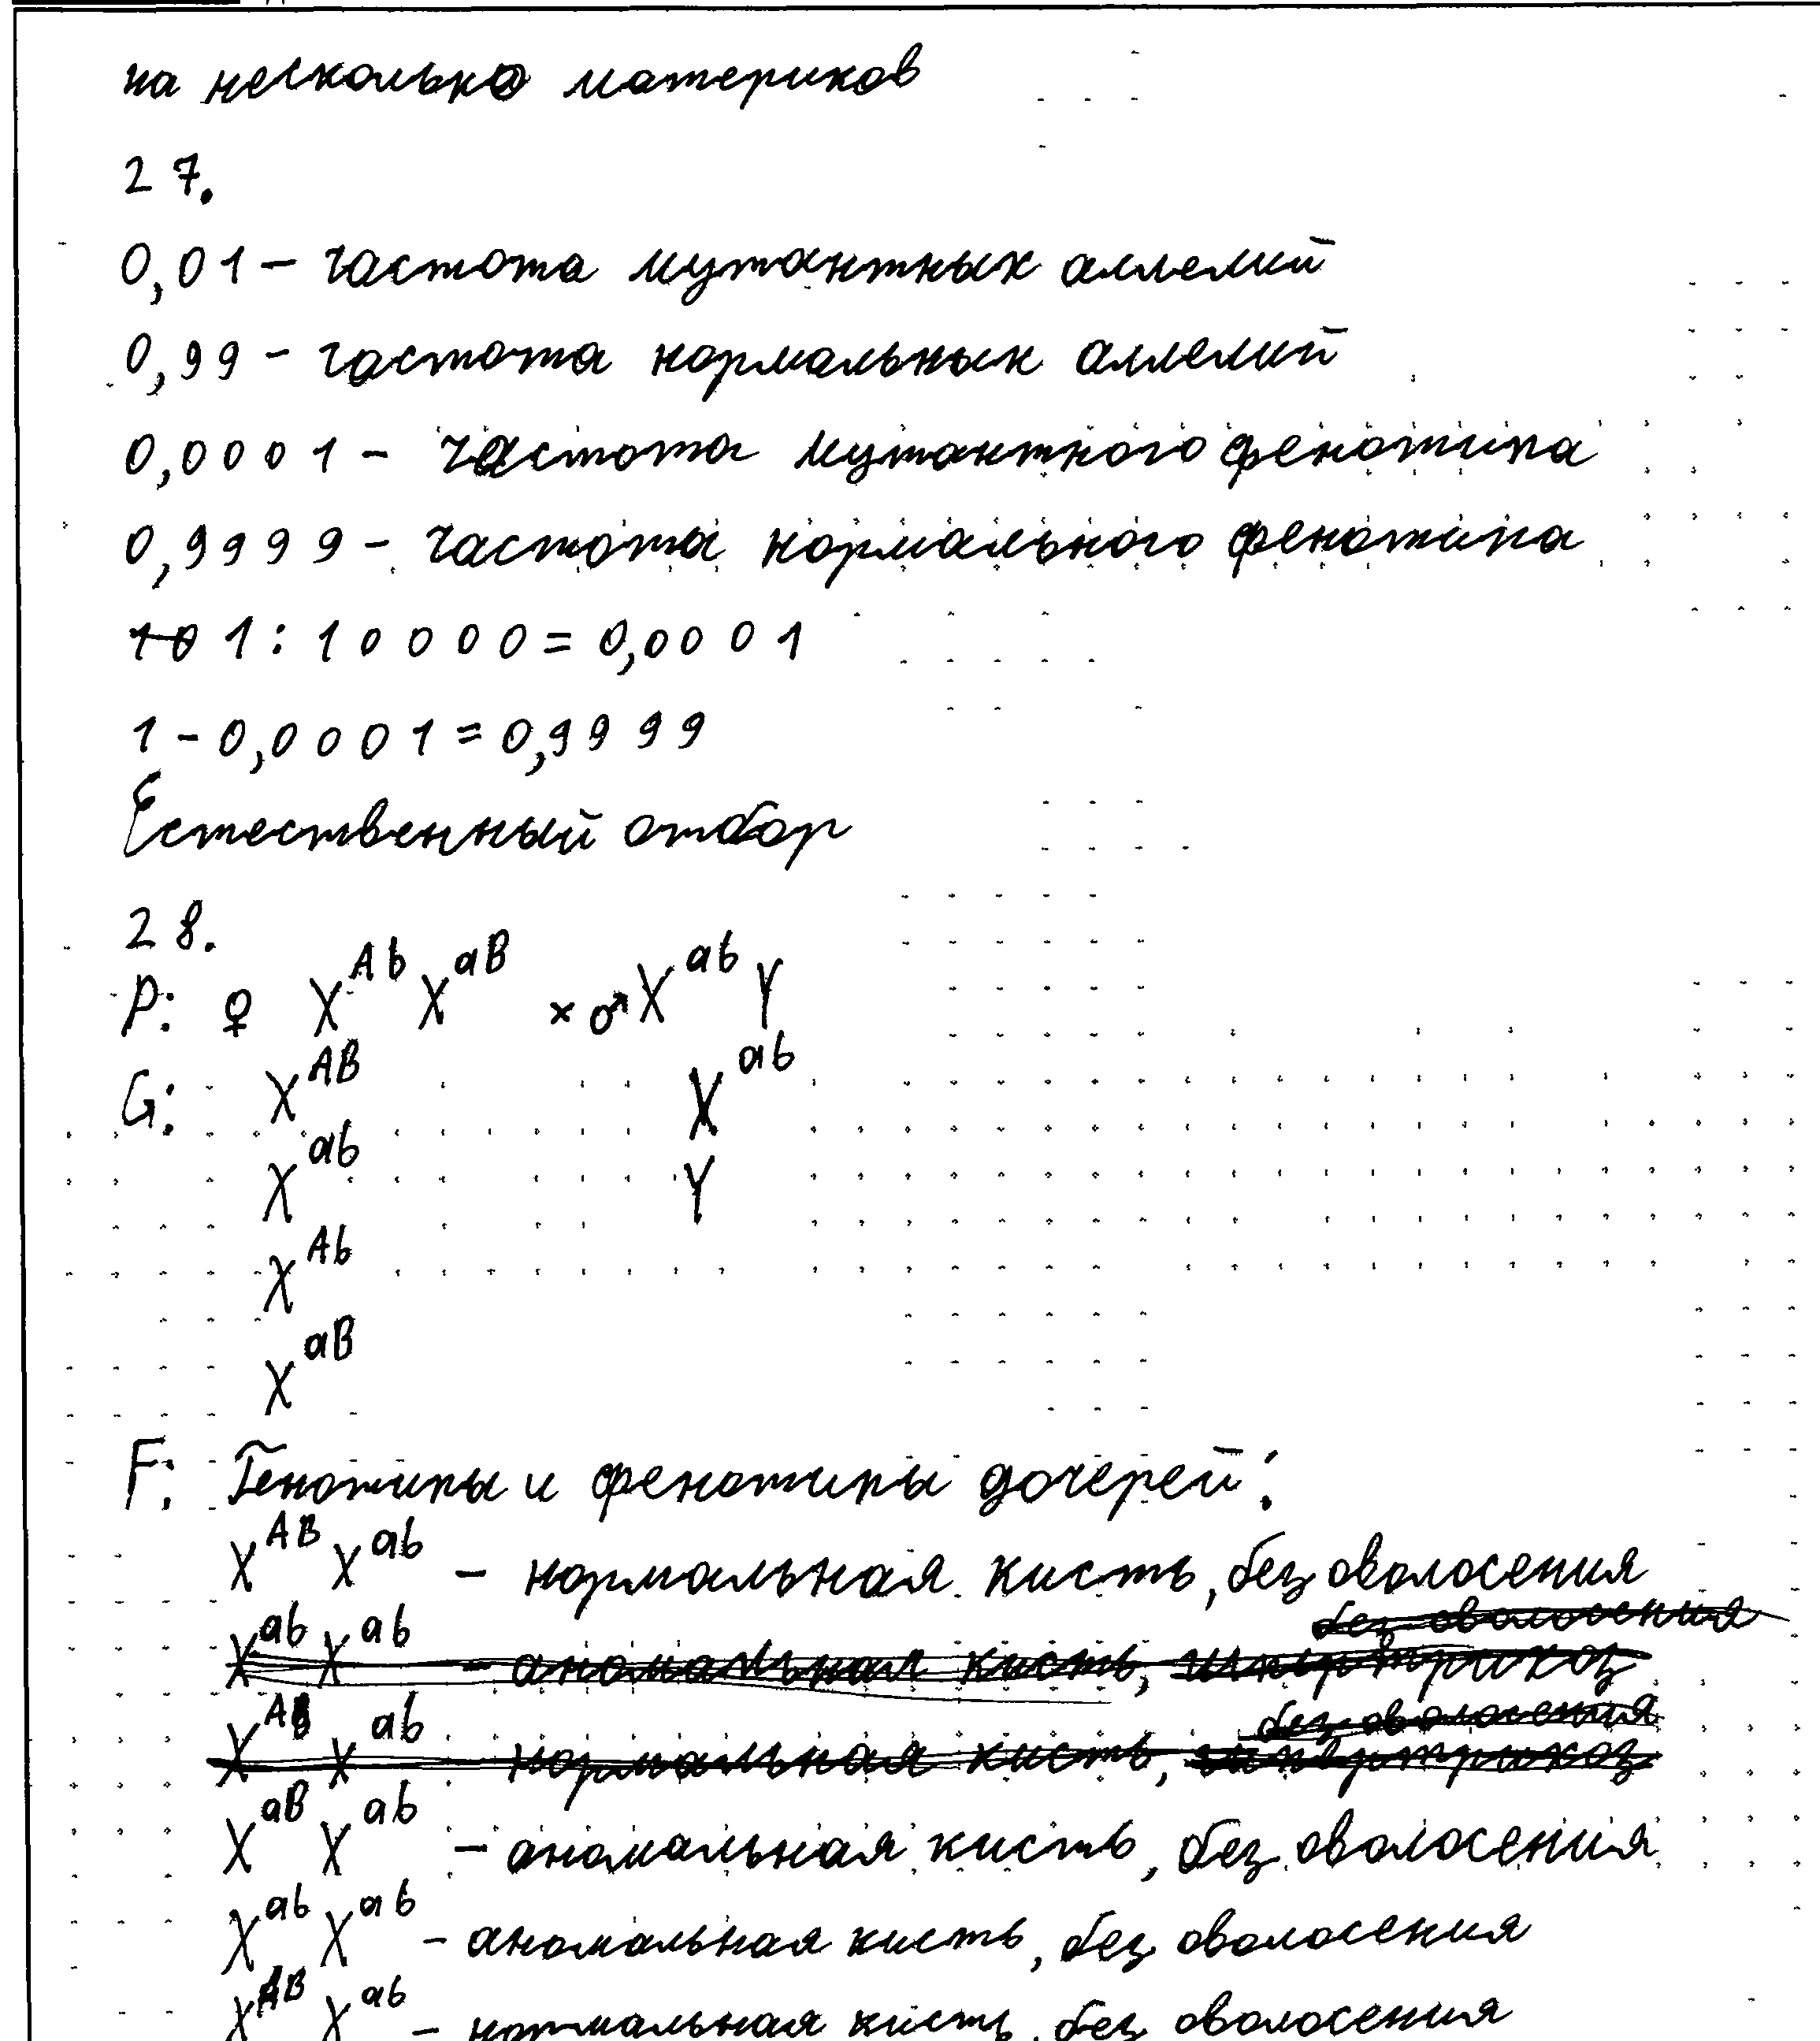 на несколько материков
27.
0,01 – частота мутантных аллелий
0,99 – частота нормальных аллелий
0,0001 – частота мутантного фенотипа
0,9999 – частота нормального фенотипа
10 1 : 10000 = 0,0001
1 - 0,0001 = 0,9999
Естественный отбор
28.
P: ♀ X^Ab X^aB × ♂ X^ab Y
G: X^AB X^ab
X^ab Y
X^Ab
X^aB
F: Генотипы и фенотипы дочерей:
X^AB X^ab – нормальная кисть, без оволосения
без оволосения
X^ab X^ab – аномальная кисть, гипертрихоз
без оволосения
X^AB X^ab – нормальная кисть, гипертрихоз
X^aB X^ab – аномальная кисть, без оволосения
X^ab X^ab – аномальная кисть, без оволосения
X^AB X^ab – нормальная кисть, без оволосения